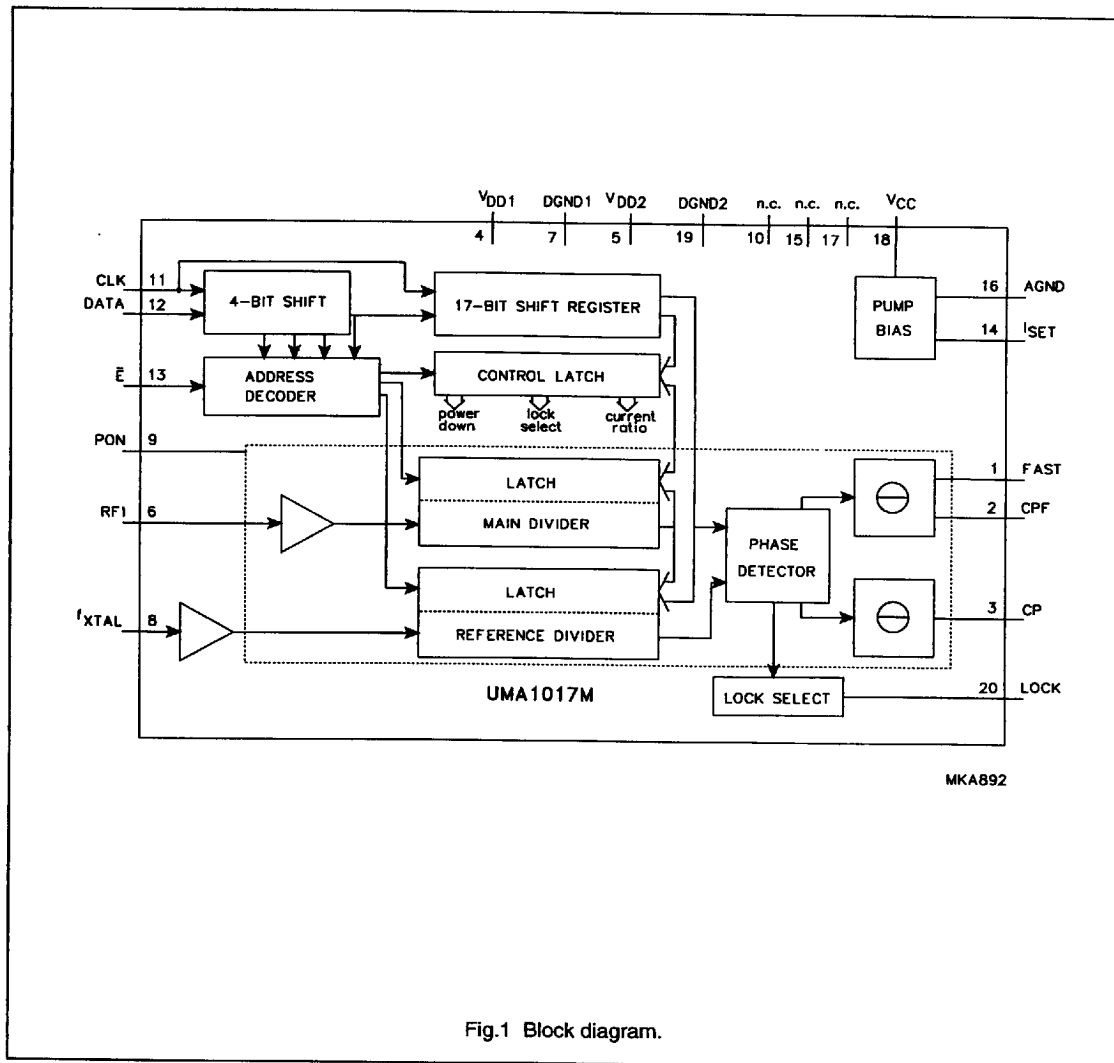 VDD1 DGND1 VDD2 DGND2 n.c. n.c. n.c. VCC
4 7 5 19 10 15 17 18
CLK 11
DATA 12
4-BIT SHIFT
17-BIT SHIFT REGISTER
PUMP
BIAS
16 AGND
14 ISET
Ē 13
ADDRESS
DECODER
CONTROL LATCH
power
down
lock
select
current
ratio
PON 9
LATCH
MAIN DIVIDER
RFI 6
PHASE
DETECTOR
1 FAST
2 CPF
LATCH
REFERENCE DIVIDER
fXTAL 8
3 CP
UMA1017M
LOCK SELECT
20 LOCK
MKA892
Fig.1 Block diagram.